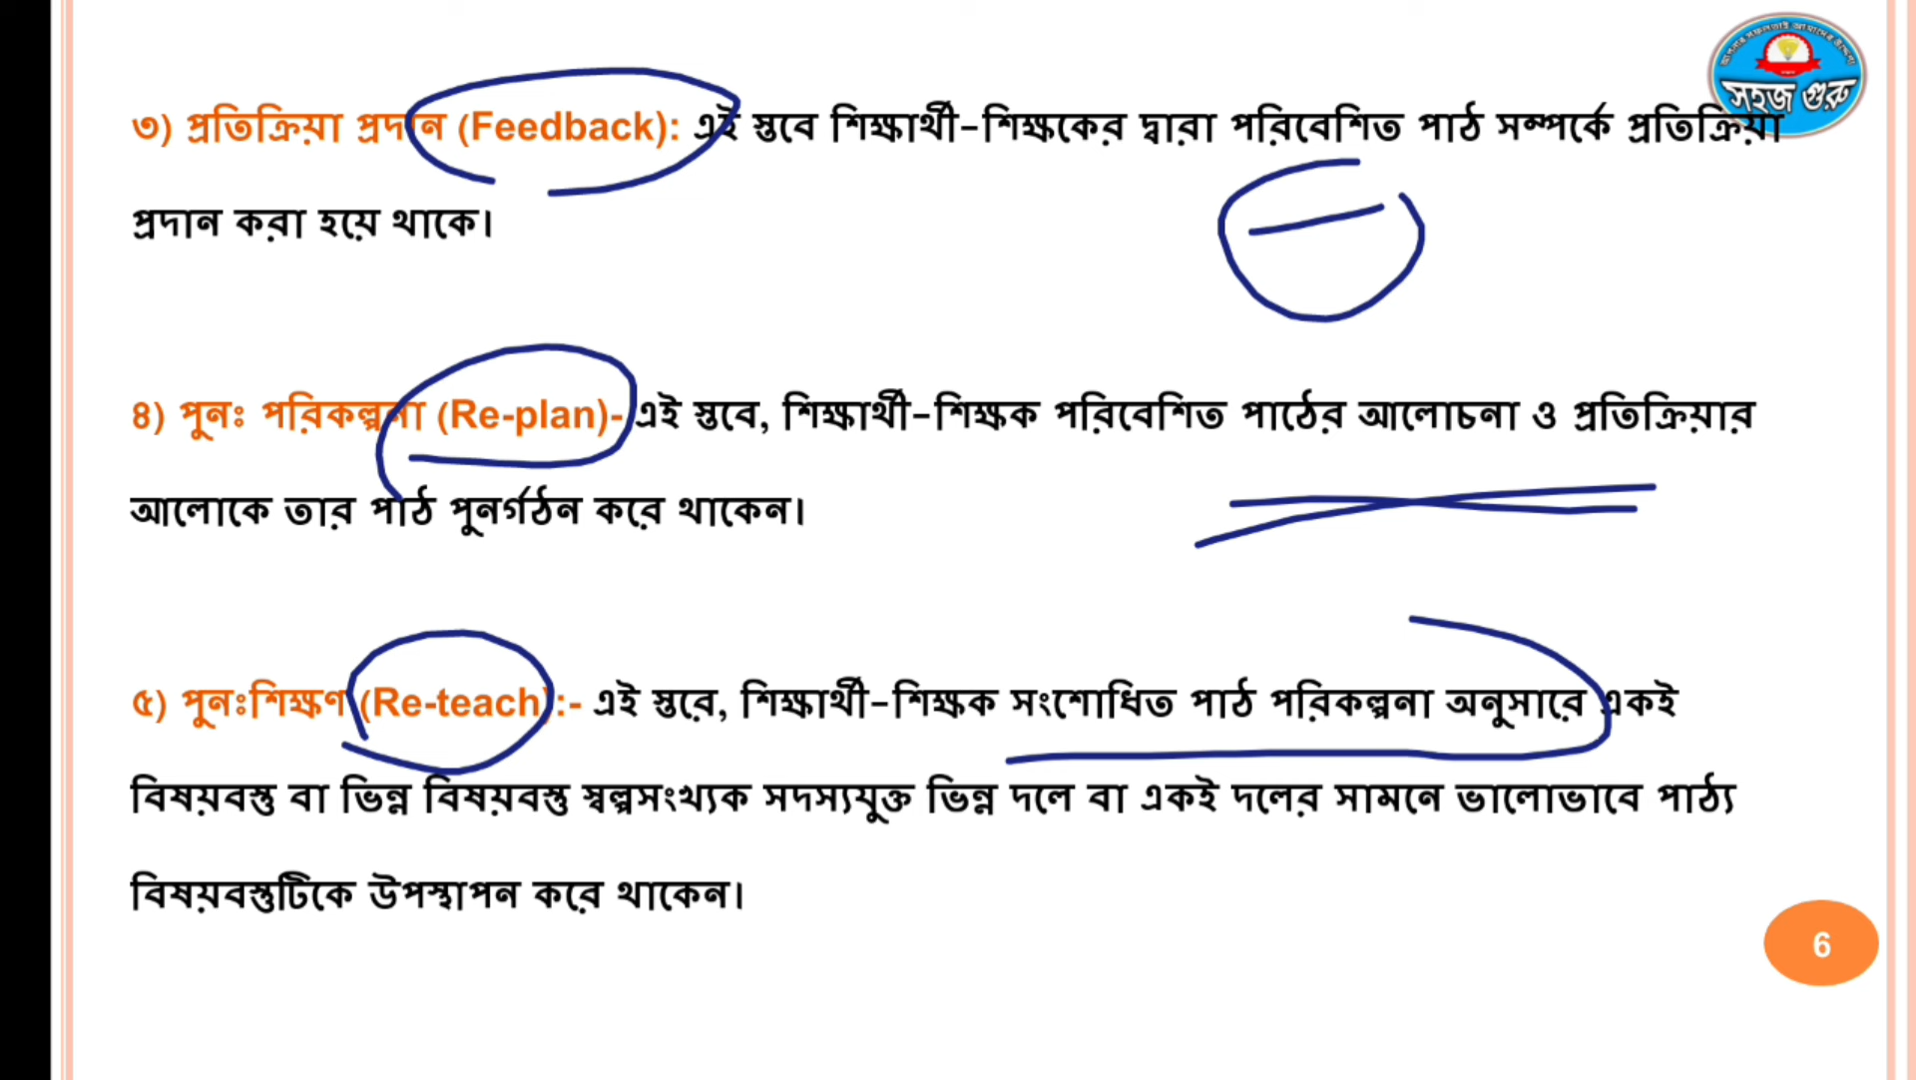 সহজ গুরু
৩) প্রতিক্রিয়া প্রদান (Feedback): এই স্তবে শিক্ষার্থী-শিক্ষকের দ্বারা পরিবেশিত পাঠ সম্পর্কে প্রতিক্রিয়া
প্রদান করা হয়ে থাকে।
৪) পুনঃ পরিকল্পনা (Re-plan)- এই স্তবে, শিক্ষার্থী-শিক্ষক পরিবেশিত পাঠের আলোচনা ও প্রতিক্রিয়ার
আলোকে তার পাঠ পুনর্গঠন করে থাকেন।
৫) পুনঃশিক্ষণ (Re-teach):- এই স্তরে, শিক্ষার্থী-শিক্ষক সংশোধিত পাঠ পরিকল্পনা অনুসারে একই
বিষয়বস্তু বা ভিন্ন বিষয়বস্তু স্বল্পসংখ্যক সদস্যযুক্ত ভিন্ন দলে বা একই দলের সামনে ভালোভাবে পাঠ্য
বিষয়বস্তুটিকে উপস্থাপন করে থাকেন।
6